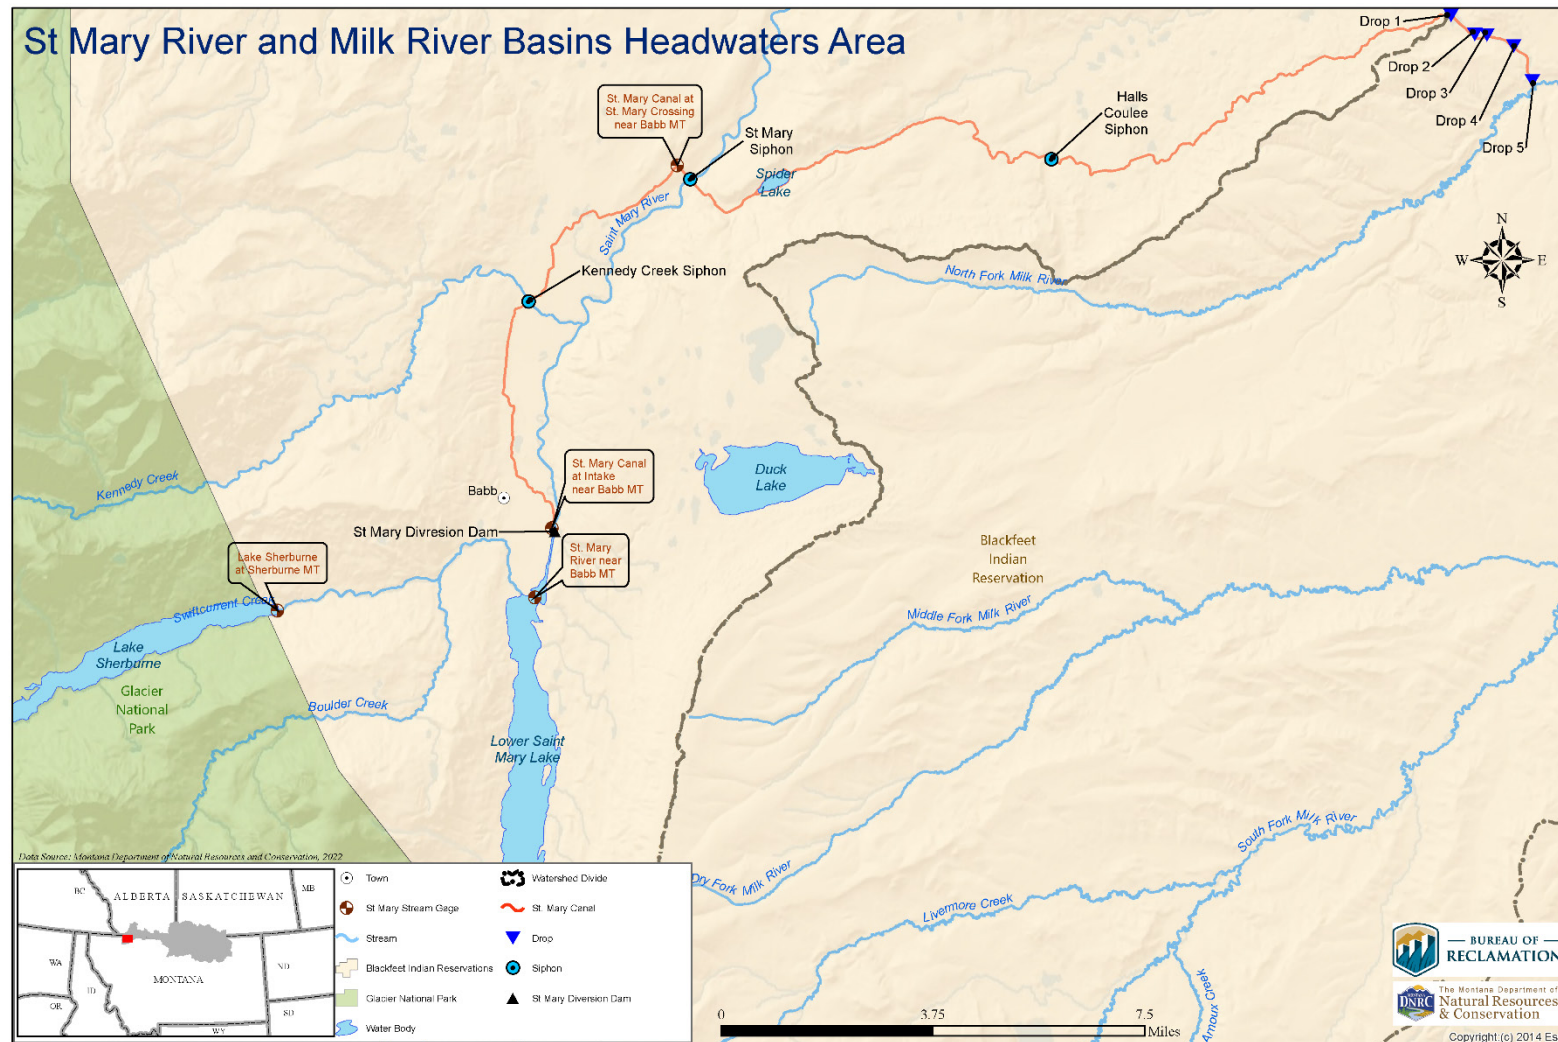 St Mary River and Milk River Basins Headwaters Area
Drop 1
Drop 2
Drop 3
Drop 4
Drop 5
St. Mary Canal at
St. Mary Crossing
near Babb MT
St Mary
Siphon
Halls
Coulee
Siphon
Spider
Lake
Saint Mary River
Kennedy Creek Siphon
North Fork Milk River
N
W
E
S
Kennedy Creek
Babb
St. Mary Canal
at Intake
near Babb MT
Duck
Lake
St Mary Divresion Dam
St. Mary
River near
Babb MT
Lake Sherburne
at Sherburne MT
Swiftcurrent Creek
Blackfeet
Indian
Reservation
Middle Fork Milk River
Lake
Sherburne
Glacier
National
Park
Boulder Creek
Lower Saint
Mary Lake
South Fork Milk River
Dry Fork Milk River
Livermore Creek
Data Source: Montana Department of Natural Resources and Conservation, 2022
BC
ALBERTA
SASKATCHEWAN
MB
WA
MONTANA
ND
ID
OR
SD
WY
Town
Watershed Divide
St Mary Stream Gage
St. Mary Canal
Stream
Drop
Blackfeet Indian Reservations
Siphon
Glacier National Park
St Mary Diversion Dam
Water Body
0
3.75
7.5
Miles
Arnoux Creek
BUREAU OF
RECLAMATION
MONTANA
DNRC
The Montana Department of
Natural Resources
& Conservation
Copyright:(c) 2014 Es